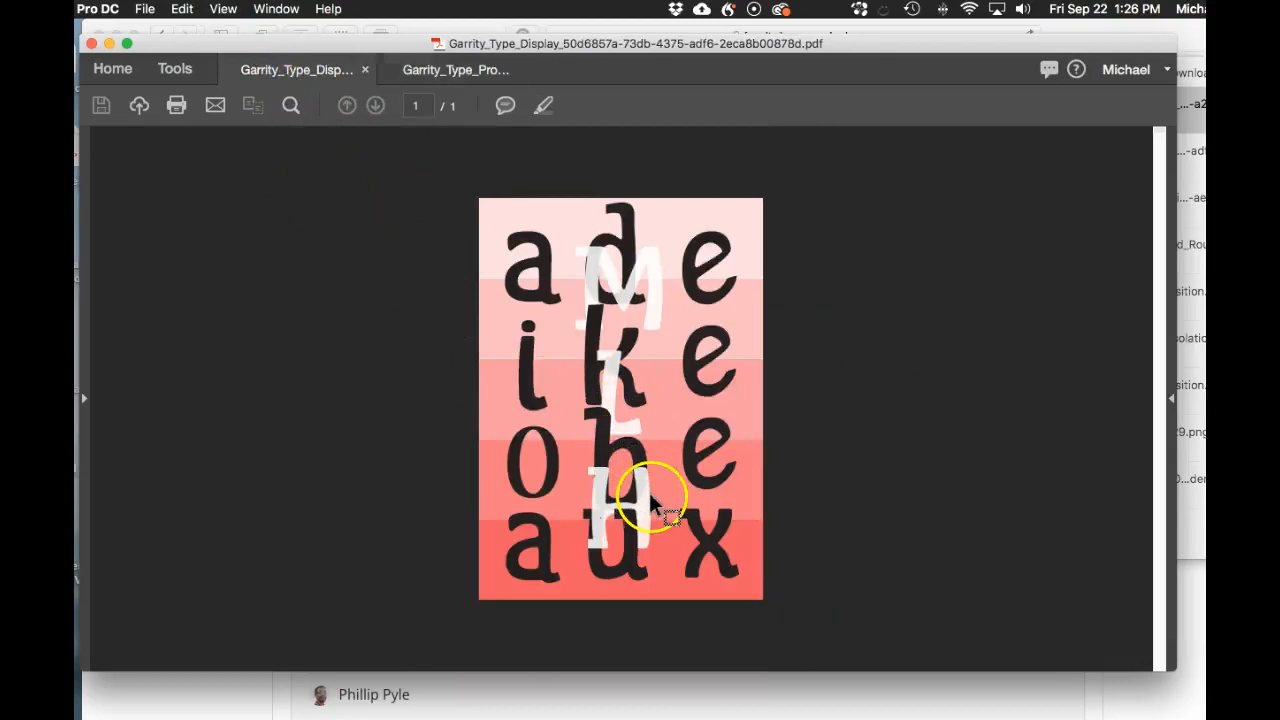 Pro DC File Edit View Window Help Fri Sep 22 1:26 PM Micha
Garrity_Type_Display_50d6857a-73db-4375-adf6-2eca8b00878d.pdf
Home Tools Garrity_Type_Disp... × Garrity_Type_Pro... Michael
1 / 1
a d e
M
i k e
L
o h e
H
a u x
Phillip Pyle